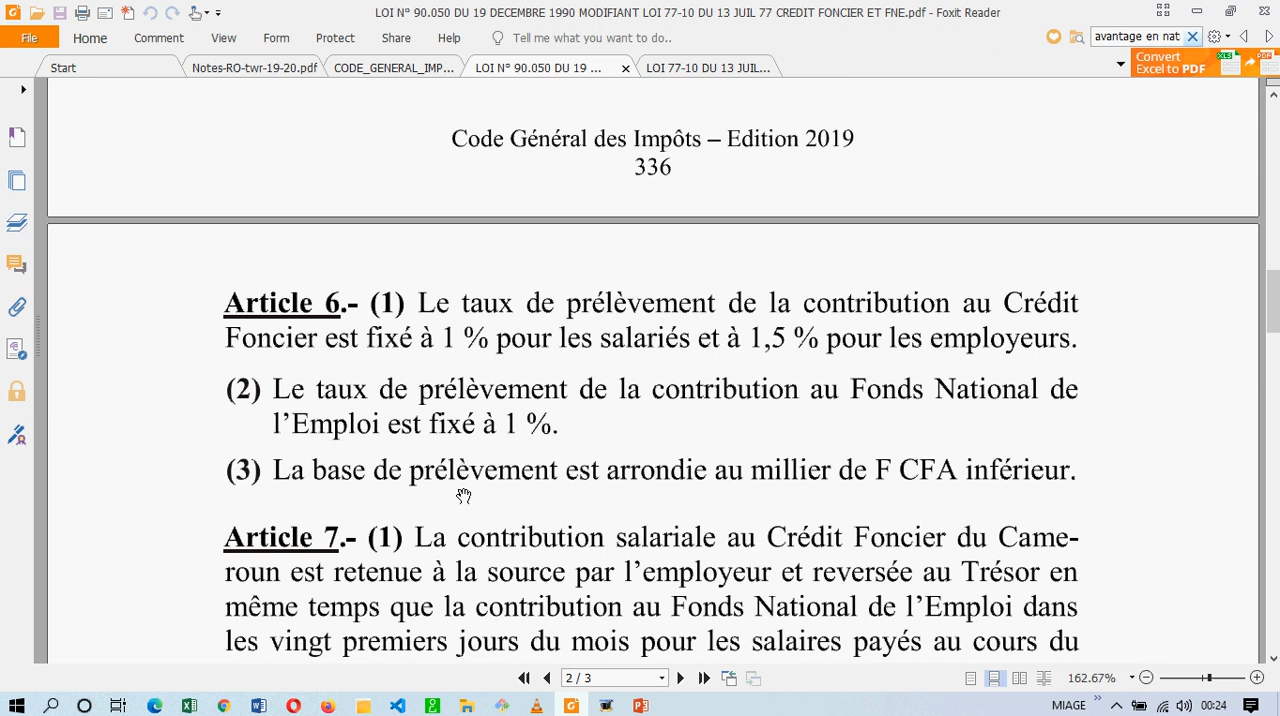 LOI N° 90.050 DU 19 DECEMBRE 1990 MODIFIANT LOI 77-10 DU 13 JUIL 77 CREDIT FONCIER ET FNE.pdf - Foxit Reader
File Home Comment View Form Protect Share Help Tell me what you want to do.. avantage en nat
Start Notes-RO-twr-19-20.pdf CODE_GENERAL_IMP... LOI N° 90.050 DU 19 ... LOI 77-10 DU 13 JUIL... Convert
Excel to PDF
Code Général des Impôts – Edition 2019
336
Article 6.- (1) Le taux de prélèvement de la contribution au Crédit
Foncier est fixé à 1 % pour les salariés et à 1,5 % pour les employeurs.
(2) Le taux de prélèvement de la contribution au Fonds National de
l’Emploi est fixé à 1 %.
(3) La base de prélèvement est arrondie au millier de F CFA inférieur.
Article 7.- (1) La contribution salariale au Crédit Foncier du Came-
roun est retenue à la source par l’employeur et reversée au Trésor en
même temps que la contribution au Fonds National de l’Emploi dans
les vingt premiers jours du mois pour les salaires payés au cours du
2 / 3 162.67%
MIAGE 00:24